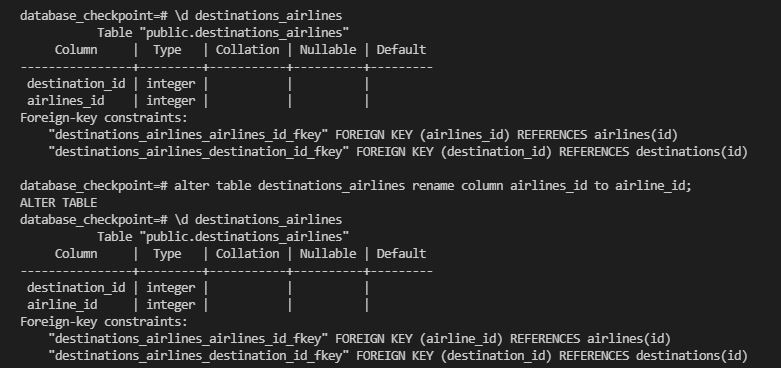 database_checkpoint=# \d destinations_airlines
Table "public.destinations_airlines"
Column | Type | Collation | Nullable | Default
----------------+---------+-----------+----------+---------
destination_id | integer | | |
airlines_id | integer | | |
Foreign-key constraints:
"destinations_airlines_airlines_id_fkey" FOREIGN KEY (airlines_id) REFERENCES airlines(id)
"destinations_airlines_destination_id_fkey" FOREIGN KEY (destination_id) REFERENCES destinations(id)
database_checkpoint=# alter table destinations_airlines rename column airlines_id to airline_id;
ALTER TABLE
database_checkpoint=# \d destinations_airlines
Table "public.destinations_airlines"
Column | Type | Collation | Nullable | Default
----------------+---------+-----------+----------+---------
destination_id | integer | | |
airline_id | integer | | |
Foreign-key constraints:
"destinations_airlines_airlines_id_fkey" FOREIGN KEY (airline_id) REFERENCES airlines(id)
"destinations_airlines_destination_id_fkey" FOREIGN KEY (destination_id) REFERENCES destinations(id)